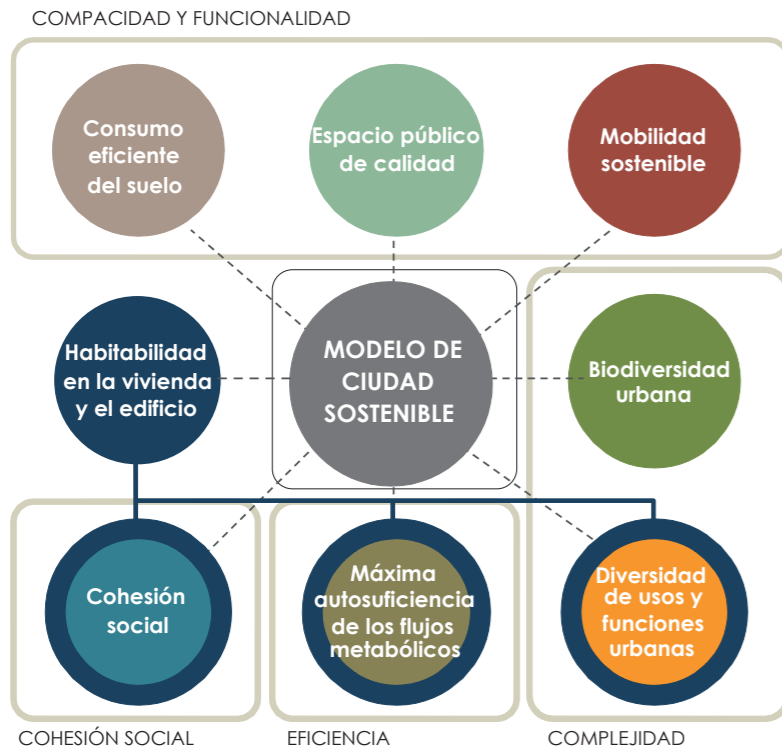 COMPACIDAD Y FUNCIONALIDAD
Consumo
eficiente
del suelo
Espacio público
de calidad
Mobilidad
sostenible
Habitabilidad
en la vivienda
y el edificio
MODELO DE
CIUDAD
SOSTENIBLE
Biodiversidad
urbana
Cohesión
social
Máxima
autosuficiencia
de los flujos
metabólicos
Diversidad
de usos y
funciones
urbanas
COHESIÓN SOCIAL
EFICIENCIA
COMPLEJIDAD